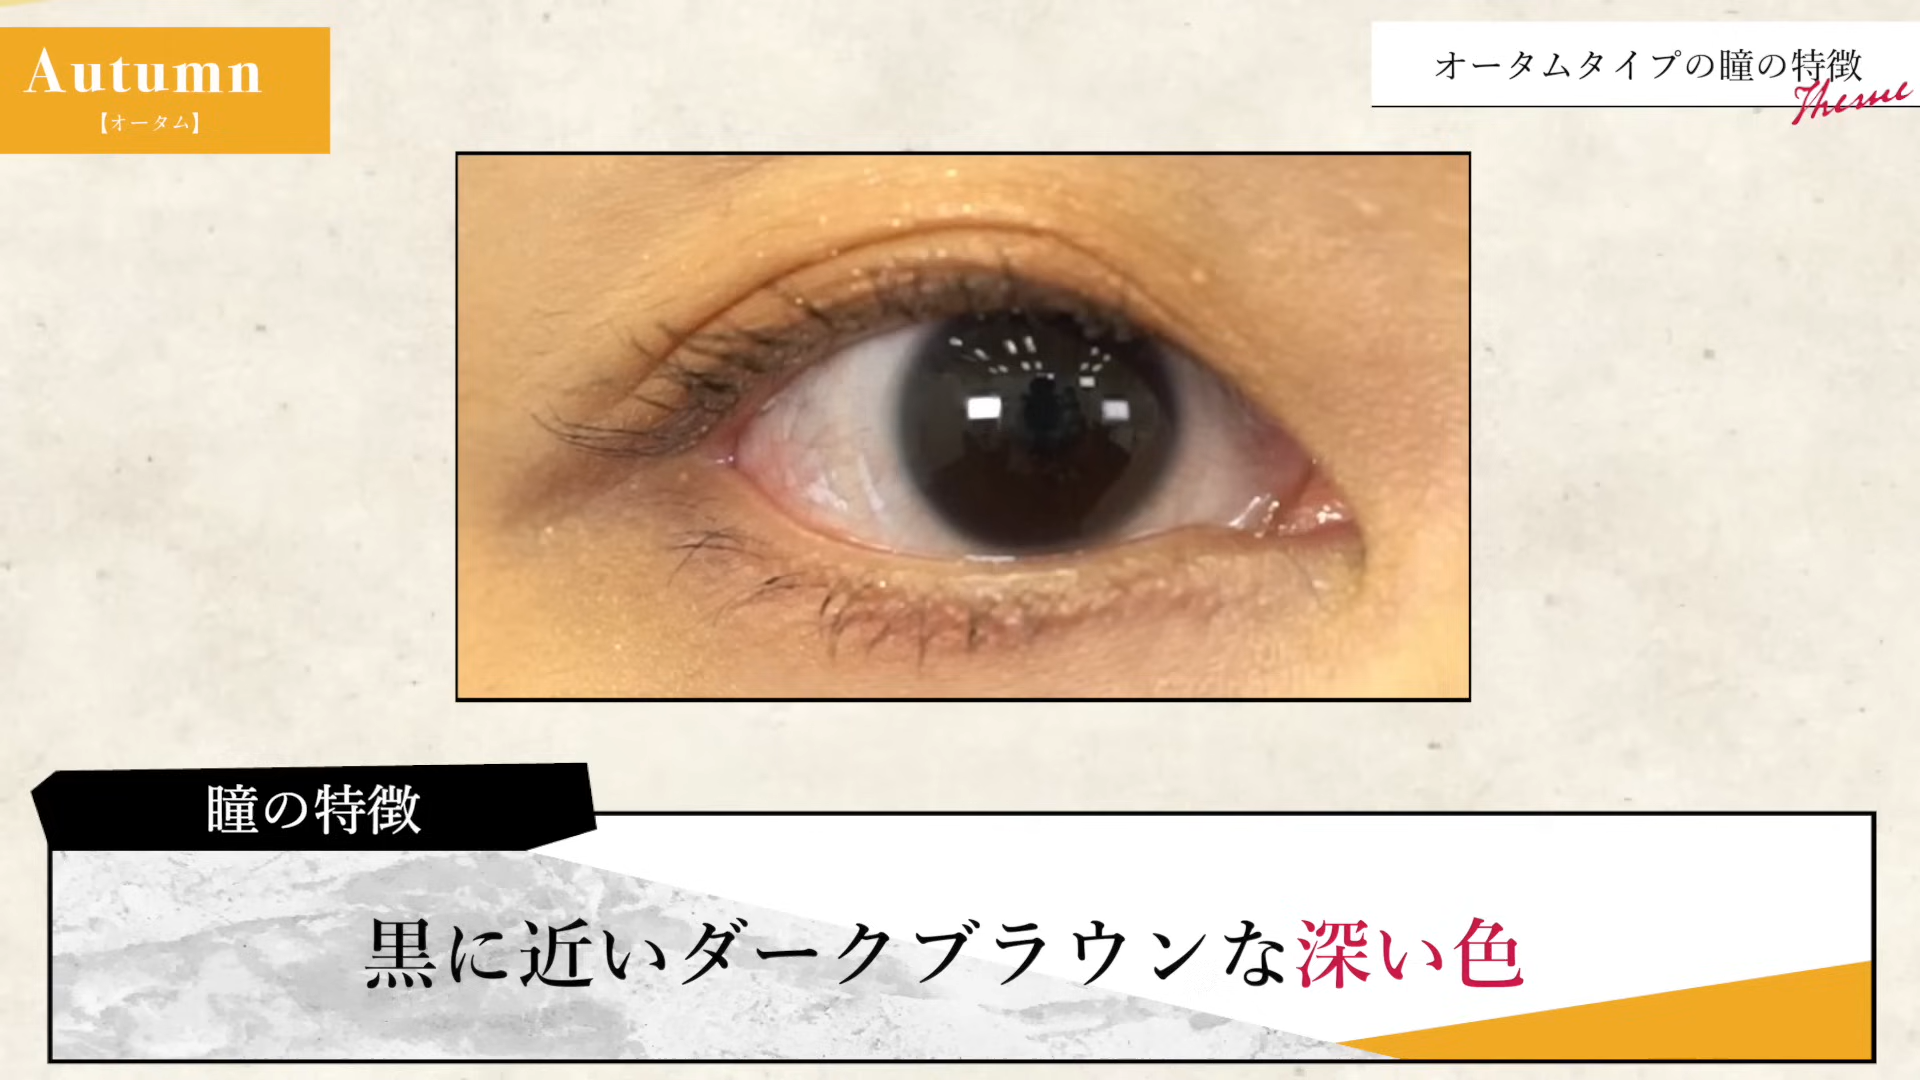 Autumn
【オータム】
オータムタイプの瞳の特徴
Theme
瞳の特徴
黒に近いダークブラウンな深い色